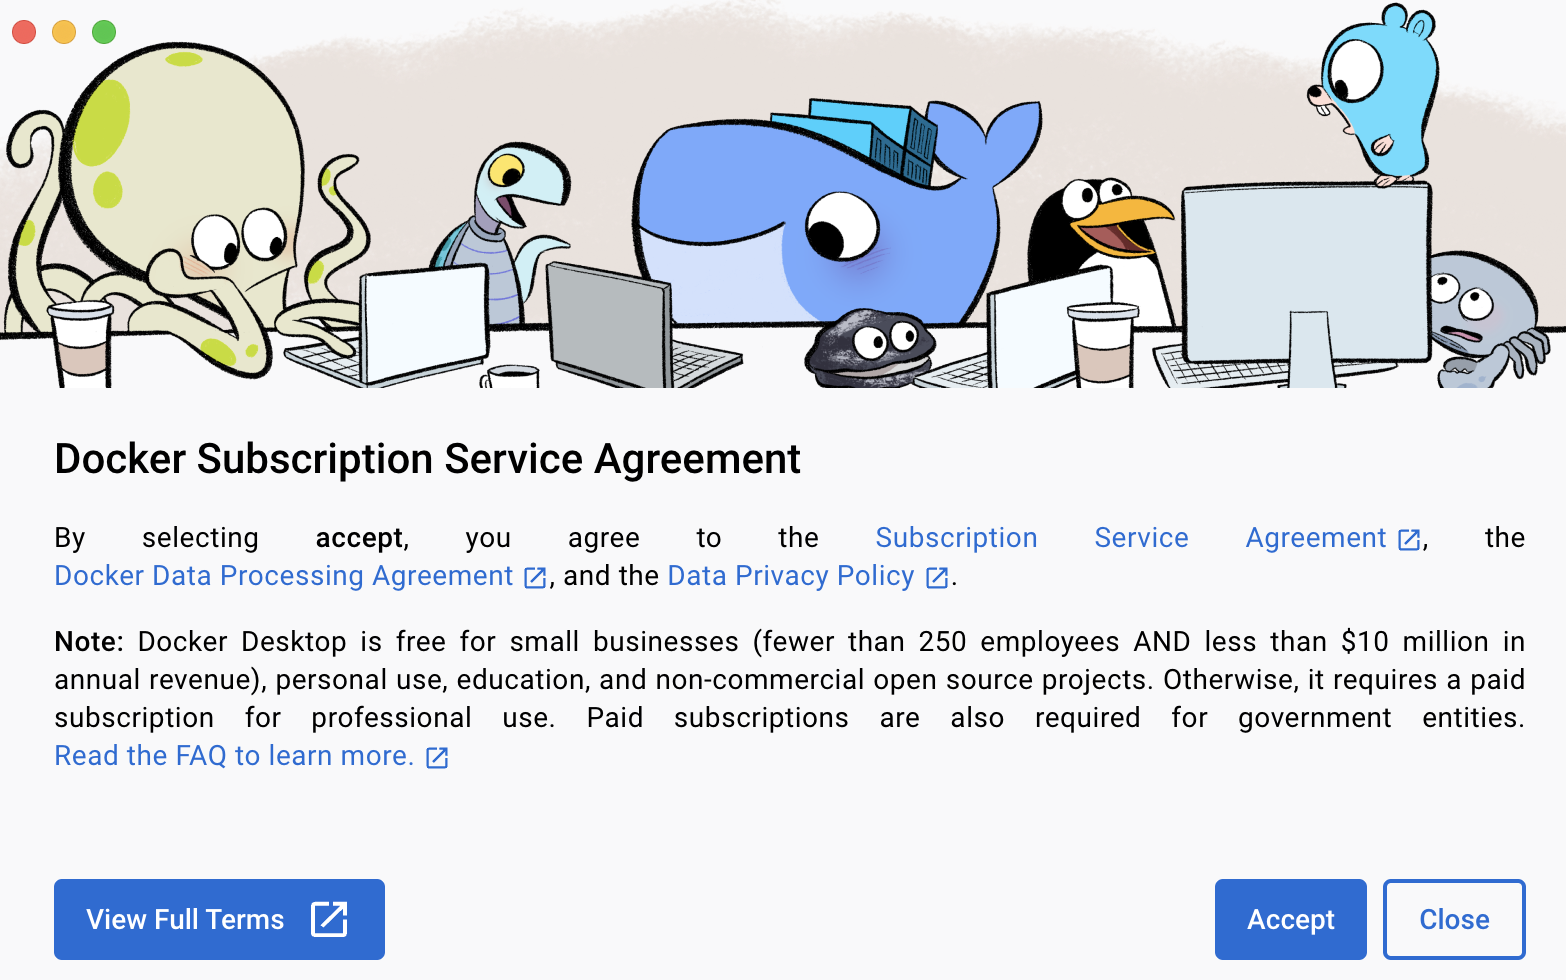 Docker Subscription Service Agreement
By selecting accept, you agree to the Subscription Service Agreement, the
Docker Data Processing Agreement, and the Data Privacy Policy.
Note: Docker Desktop is free for small businesses (fewer than 250 employees AND less than $10 million in
annual revenue), personal use, education, and non-commercial open source projects. Otherwise, it requires a paid
subscription for professional use. Paid subscriptions are also required for government entities.
Read the FAQ to learn more.
View Full Terms
Accept
Close